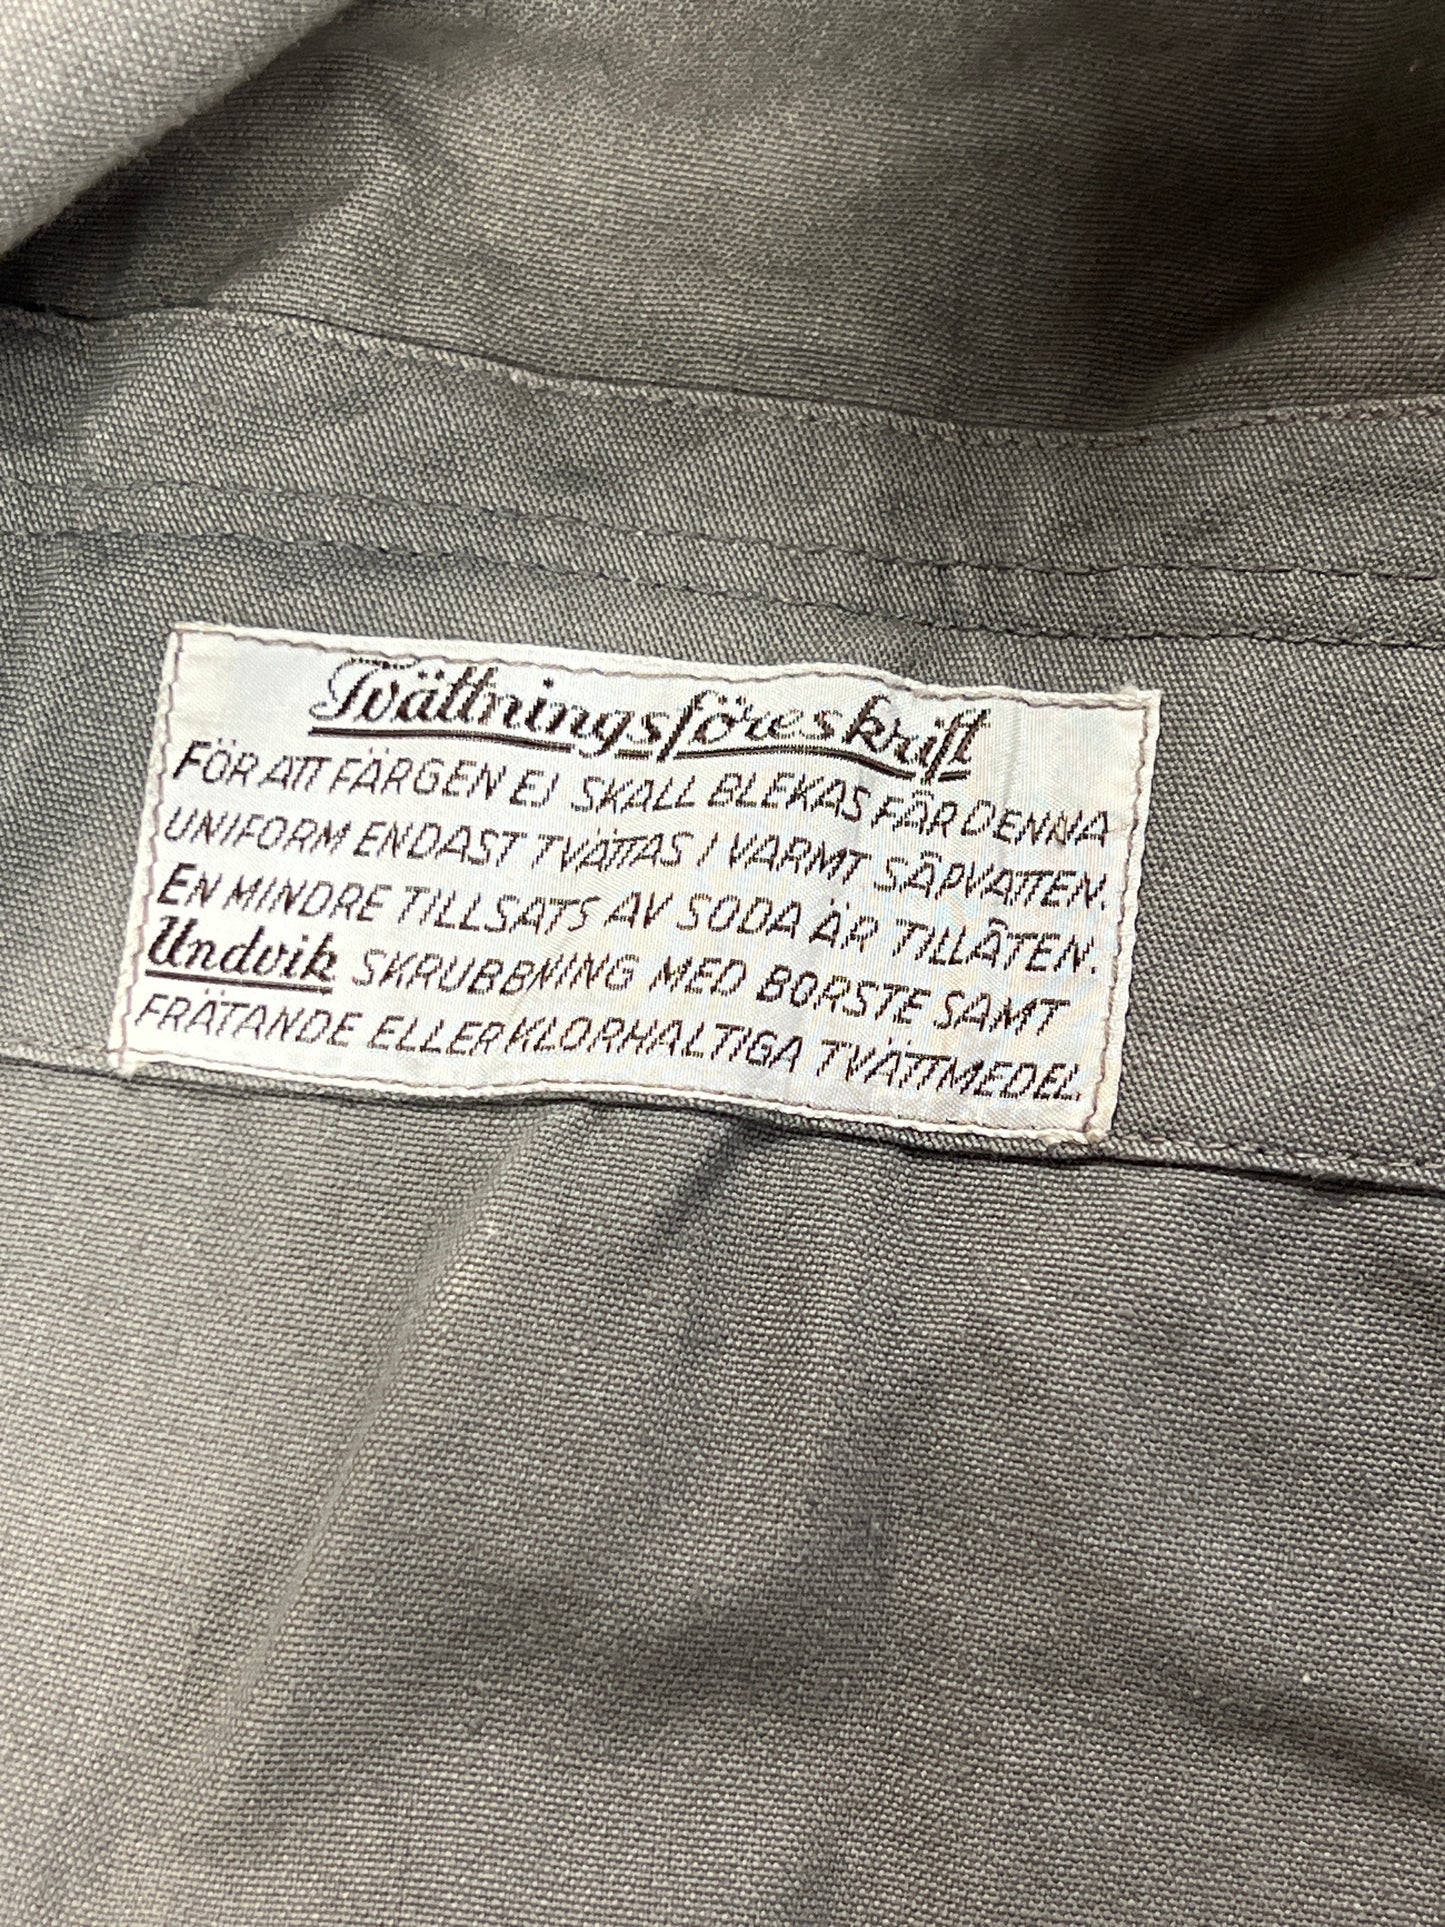 Tvättningsföreskrift
FÖR ATT FÄRGEN EJ SKALL BLEKAS FÅR DENNA
UNIFORM ENDAST TVÄTTAS I VARMT SÅPVATTEN.
EN MINDRE TILLSATS AV SODA ÄR TILLÅTEN.
Undvik SKRUBBNING MED BORSTE SAMT
FRÄTANDE ELLER KLORHALTIGA TVÄTTMEDEL.